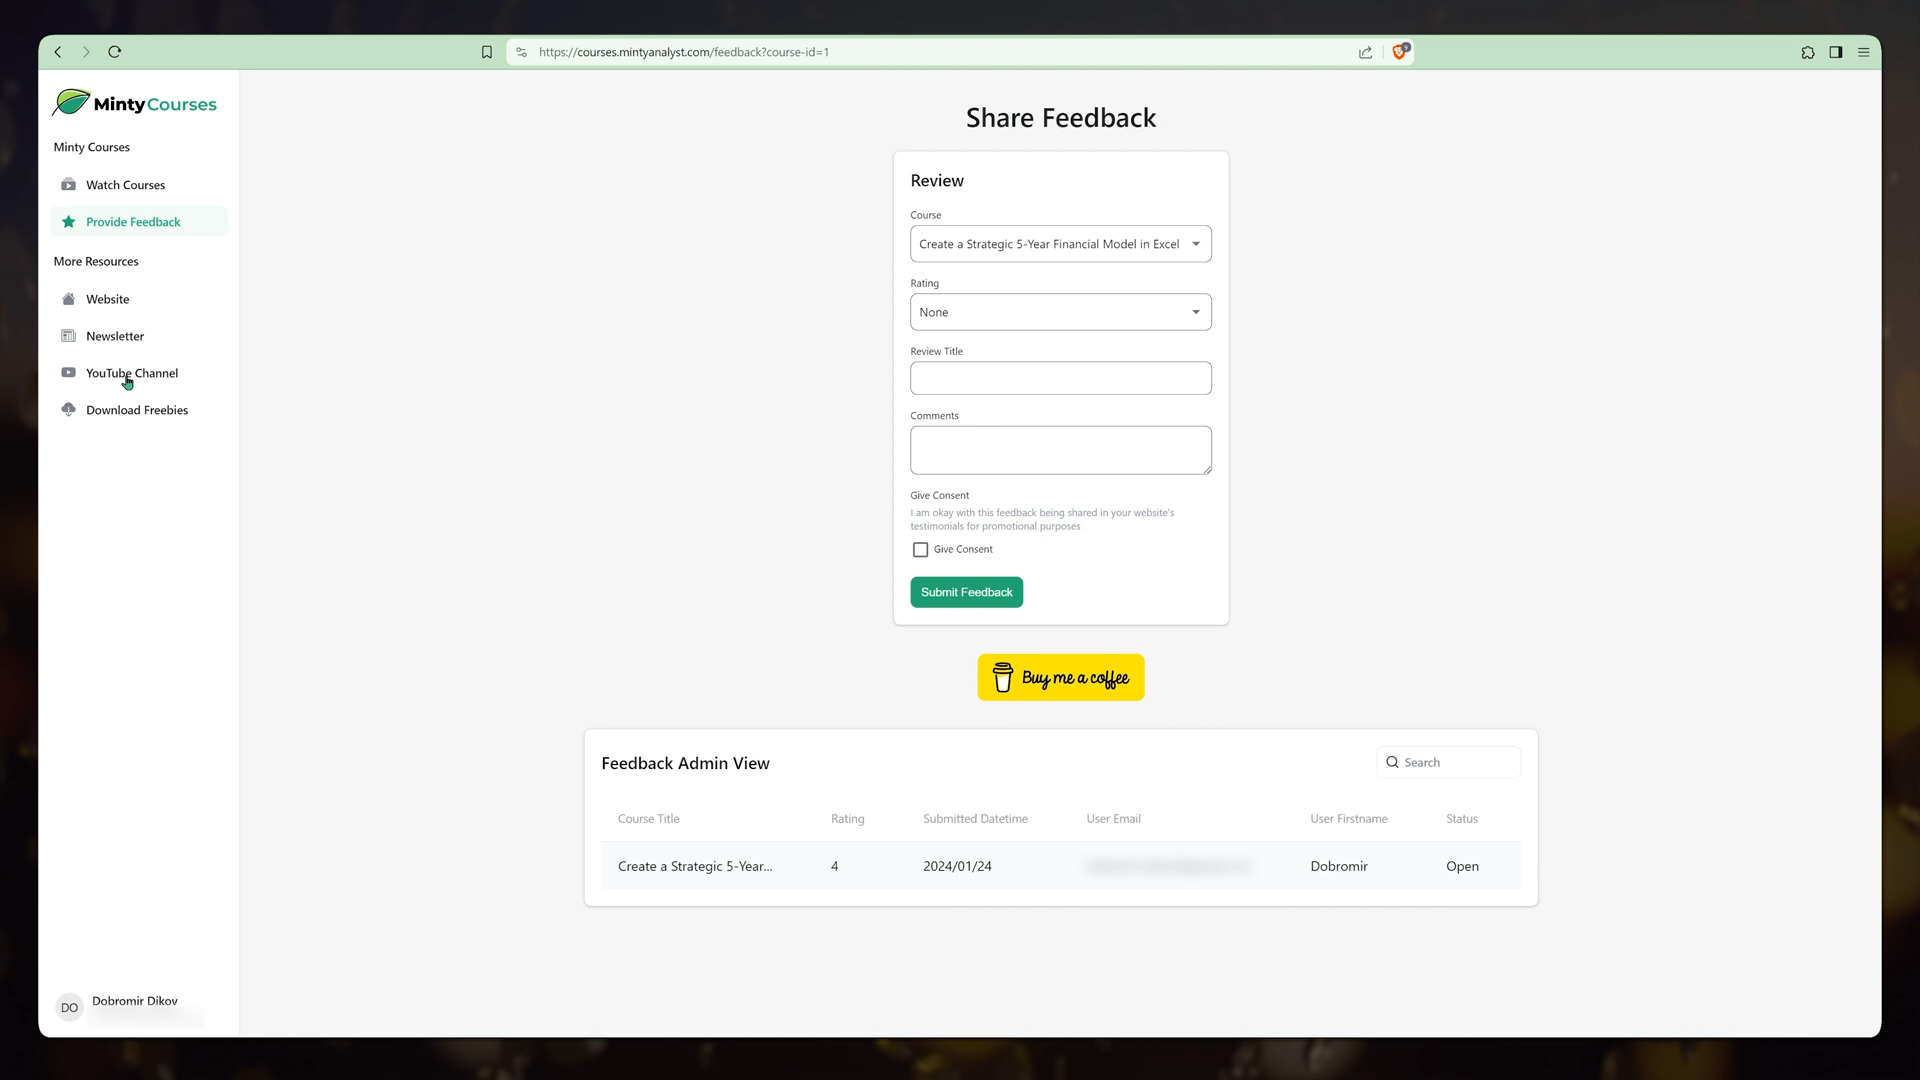 https://courses.mintyanalyst.com/feedback?course-id=1
MintyCourses
Minty Courses
Watch Courses
Provide Feedback
More Resources
Website
Newsletter
YouTube Channel
Download Freebies
DO
Dobromir Dikov
Share Feedback
Review
Course
Create a Strategic 5-Year Financial Model in Excel
Rating
None
Review Title
Comments
Give Consent
I am okay with this feedback being shared in your website's
testimonials for promotional purposes
Give Consent
Submit Feedback
Buy me a coffee
Feedback Admin View
Search
Course Title Rating Submitted Datetime User Email User Firstname Status
Create a Strategic 5-Year... 4 2024/01/24 Dobromir Open